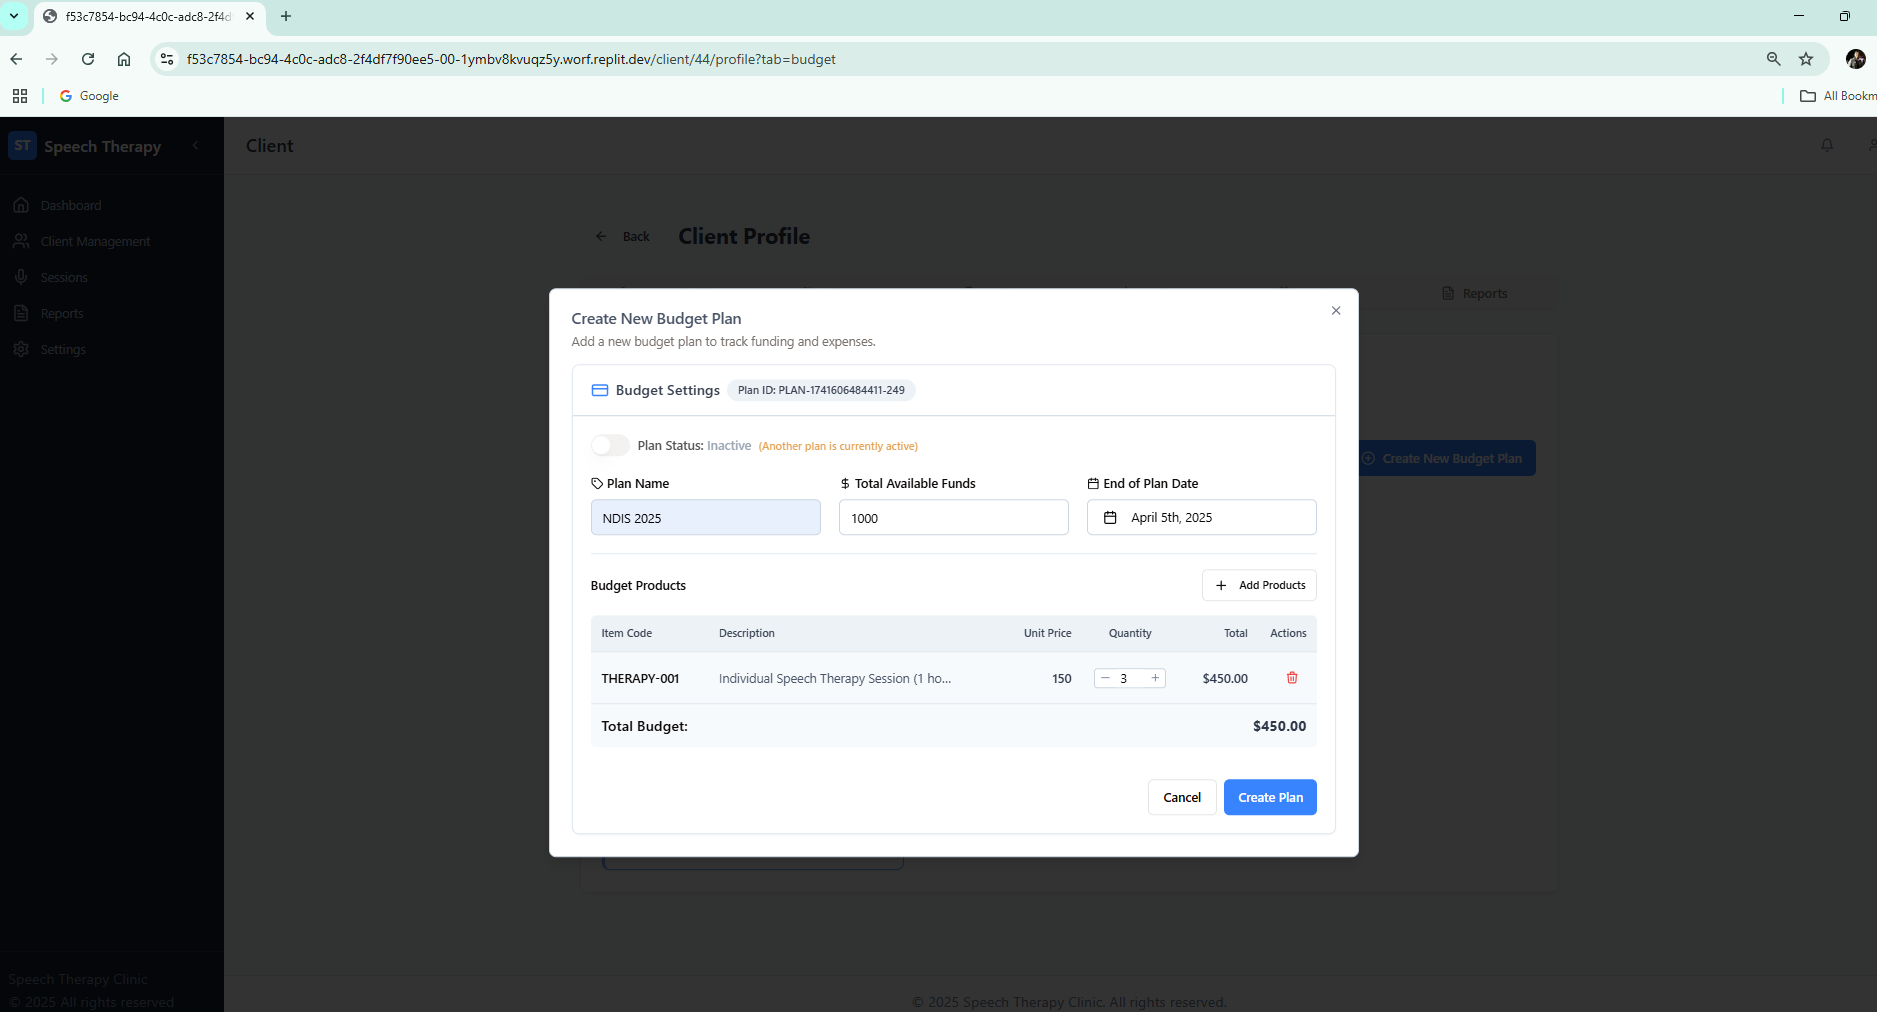 f53c7854-bc94-4c0c-adc8-2f4d
f53c7854-bc94-4c0c-adc8-2f4df7f90ee5-00-1ymbv8kvuqz5y.worf.replit.dev/client/44/profile?tab=budget
Google
All Bookm
ST Speech Therapy
Client
Dashboard
Client Management
Sessions
Reports
Settings
Back Client Profile
Reports
Create New Budget Plan
Create New Budget Plan
Add a new budget plan to track funding and expenses.
Budget Settings Plan ID: PLAN-1741606484411-249
Plan Status: Inactive (Another plan is currently active)
Plan Name $ Total Available Funds End of Plan Date
NDIS 2025 1000 April 5th, 2025
Budget Products + Add Products
Item Code Description Unit Price Quantity Total Actions
THERAPY-001 Individual Speech Therapy Session (1 ho... 150 − 3 + $450.00
Total Budget: $450.00
Cancel Create Plan
Speech Therapy Clinic
© 2025 All rights reserved
© 2025 Speech Therapy Clinic. All rights reserved.